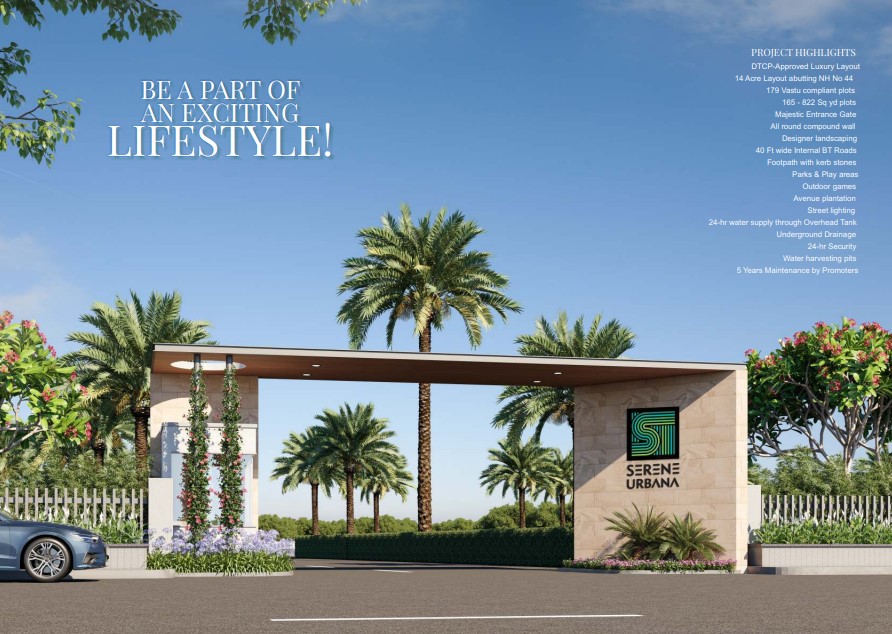 BE A PART OF
AN EXCITING
LIFESTYLE!
PROJECT HIGHLIGHTS
DTCP-Approved Luxury Layout
14 Acre Layout abutting NH No 44
179 Vastu compliant plots
165 - 822 Sq yd plots
Majestic Entrance Gate
All round compound wall
Designer landscaping
40 Ft wide Internal BT Roads
Footpath with kerb stones
Parks & Play areas
Outdoor games
Avenue plantation
Street lighting
24-hr water supply through Overhead Tank
Underground Drainage
24-hr Security
Water harvesting pits
5 Years Maintenance by Promoters
SERENE
URBANA